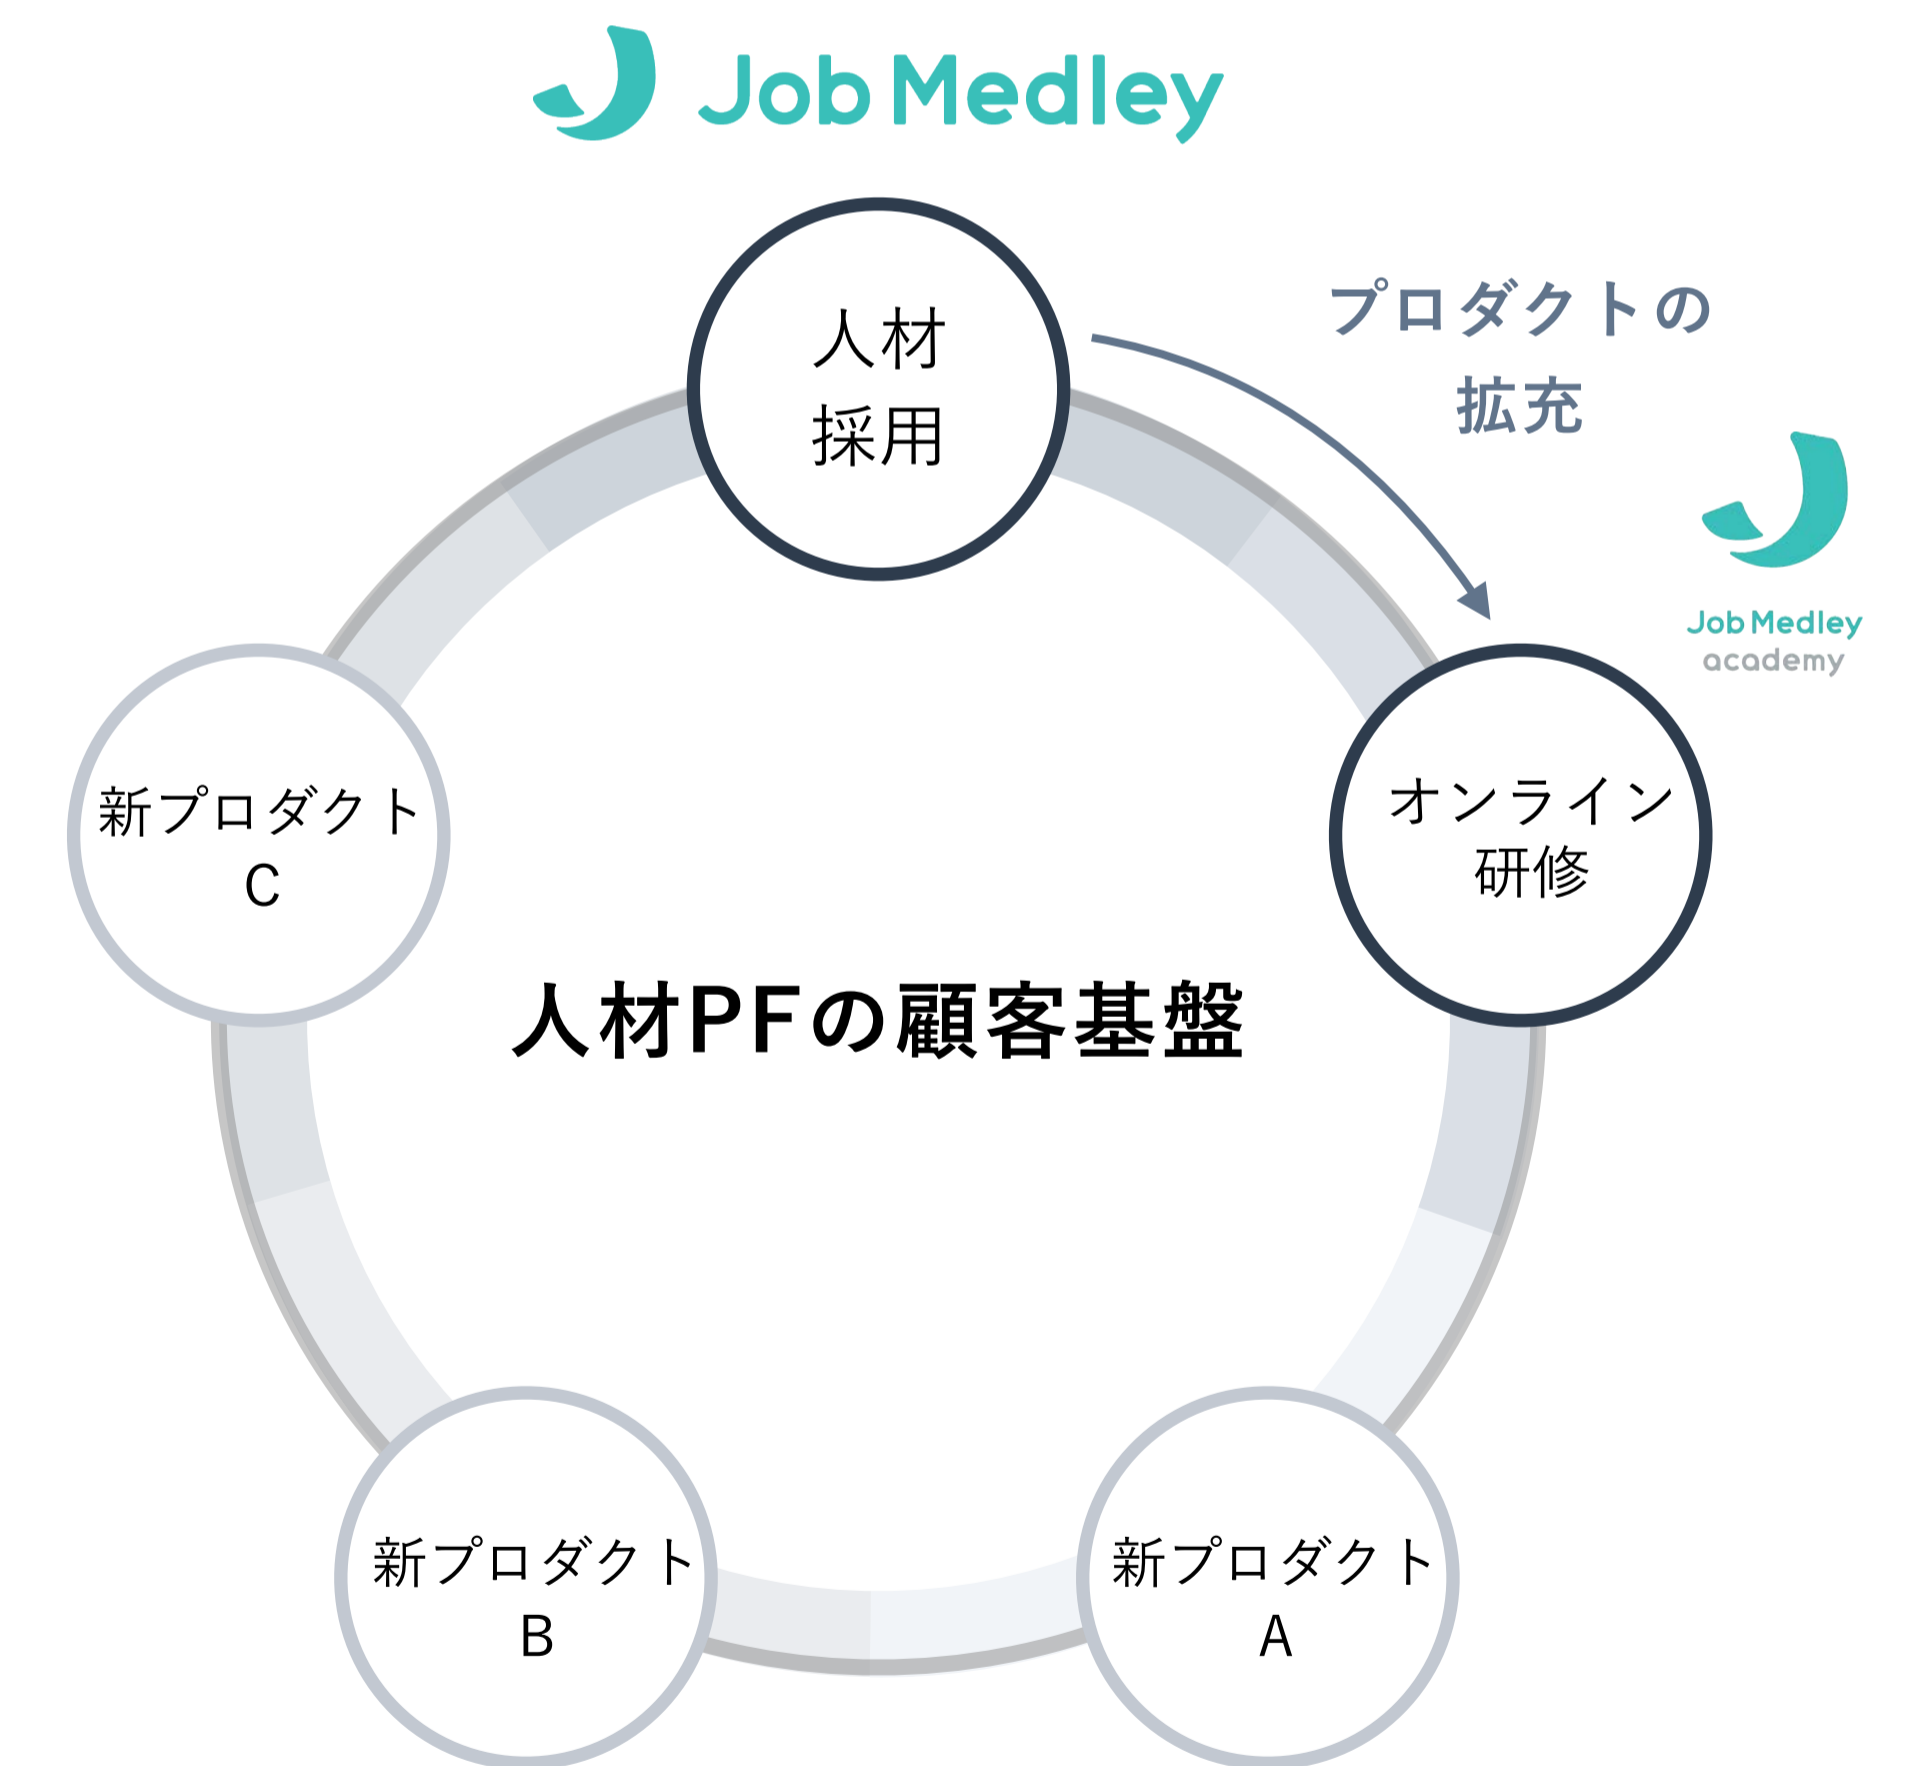 Job Medley
人材
採用
プロダクトの
拡充
Job Medley
academy
オンライン
研修
新プロダクト
C
人材PFの顧客基盤
新プロダクト
B
新プロダクト
A